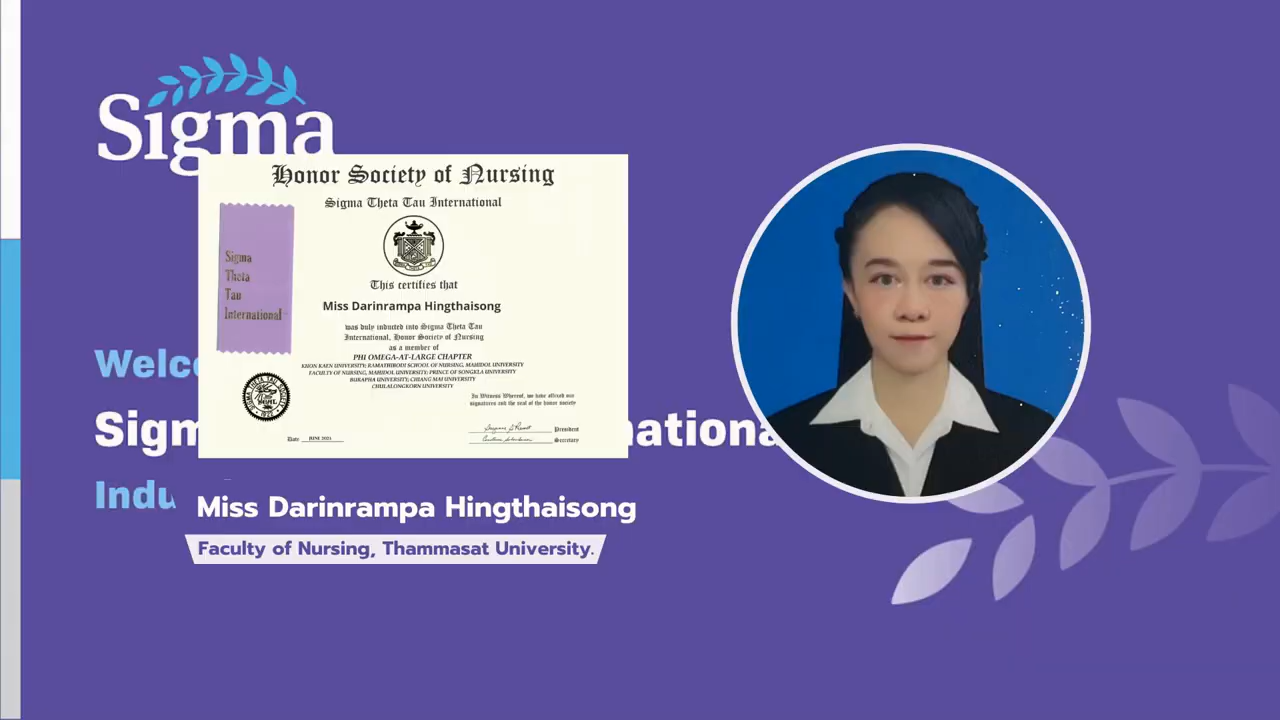 Sigma
Honor Society of Nursing
Sigma Theta Tau International
Sigma
Theta
Tau
International
This certifies that
Miss Darinrampa Hingthaisong
was duly inducted into Sigma Theta Tau
International, Honor Society of Nursing
as a member of
PHI OMEGA-AT-LARGE CHAPTER
KHON KAEN UNIVERSITY; RAMATHIBODI SCHOOL OF NURSING, MAHIDOL UNIVERSITY
FACULTY OF NURSING, MAHIDOL UNIVERSITY; PRINCE OF SONGKLA UNIVERSITY
BURAPHA UNIVERSITY; CHIANG MAI UNIVERSITY
CHULALONGKORN UNIVERSITY
In Witness Whereof, we have affixed our
signatures and the seal of the honor society
President
Date JUNE 2021
Secretary
Welc
Sigm
national
Indu
Miss Darinrampa Hingthaisong
Faculty of Nursing, Thammasat University.